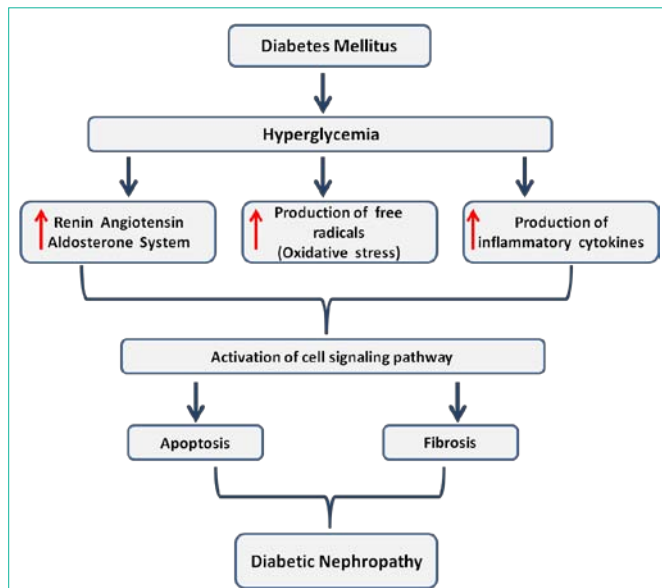 Diabetes Mellitus
Hyperglycemia
Renin Angiotensin
Aldosterone System
Production of free
radicals
(Oxidative stress)
Production of
inflammatory cytokines
Activation of cell signaling pathway
Apoptosis
Fibrosis
Diabetic Nephropathy